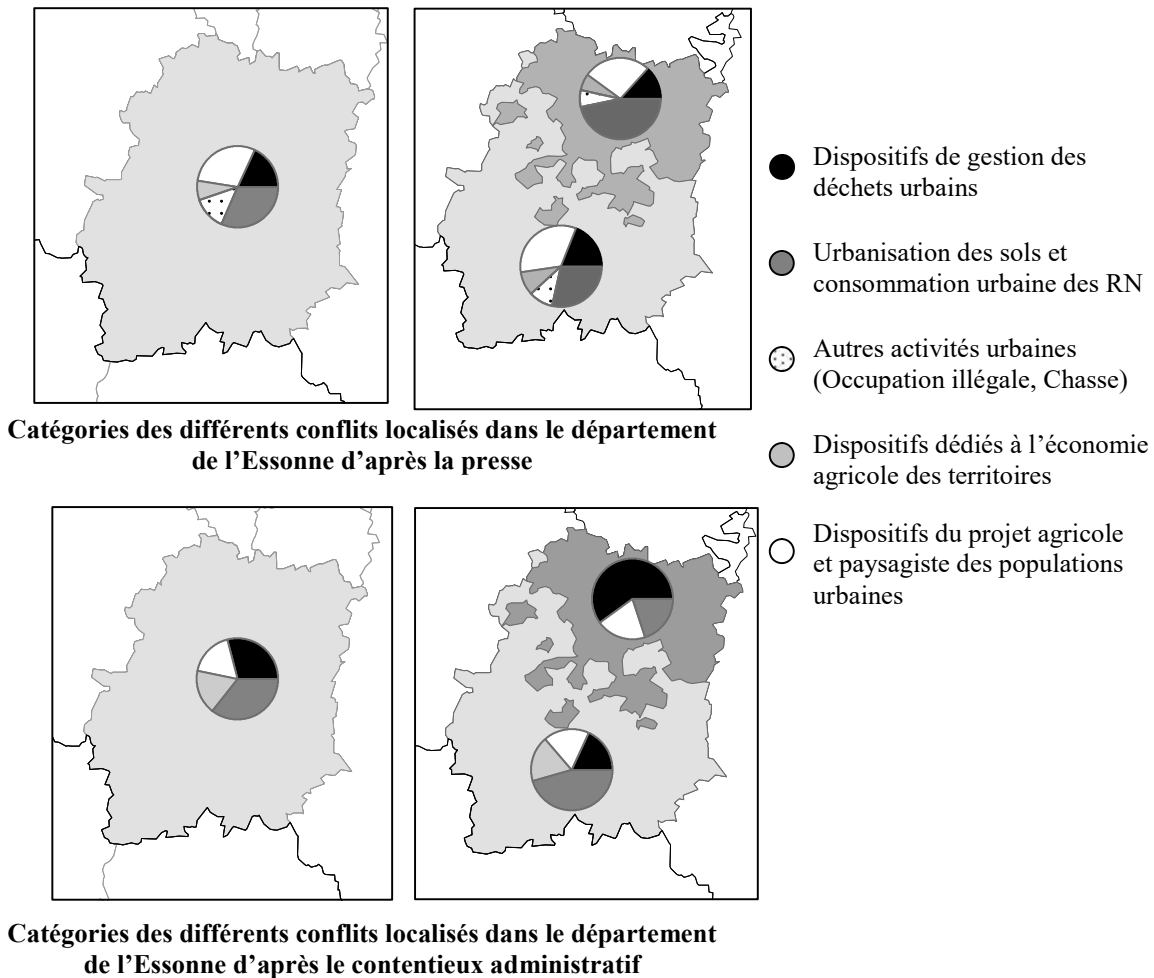 Dispositifs de gestion des
déchets urbains
Urbanisation des sols et
consommation urbaine des RN
Autres activités urbaines
(Occupation illégale, Chasse)
Dispositifs dédiés à l’économie
agricole des territoires
Dispositifs du projet agricole
et paysagiste des populations
urbaines
Catégories des différents conflits localisés dans le département
de l’Essonne d’après la presse
Catégories des différents conflits localisés dans le département
de l’Essonne d’après le contentieux administratif